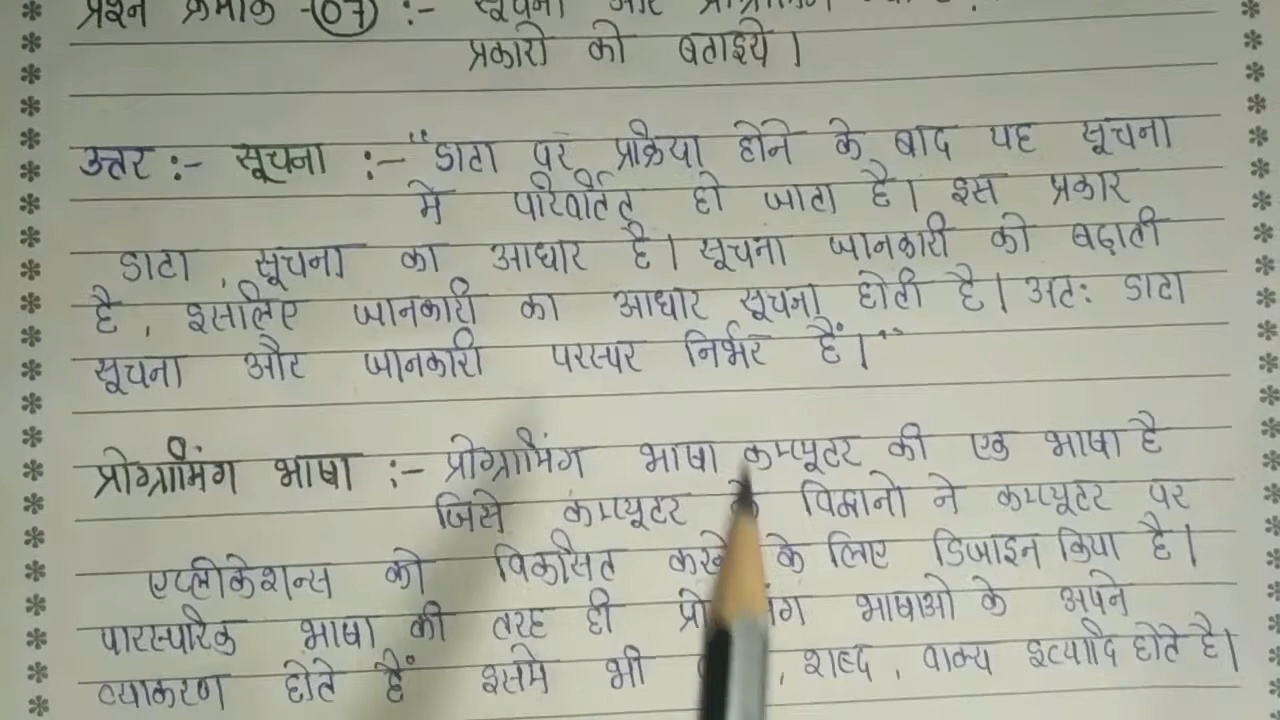 प्रश्न क्रमांक -(07) :- सूचना और
प्रकारो को बताइये।
उत्तर :- सूचना :- "डाटा पर प्रक्रिया होने के बाद यह सूचना
मे परिवर्तित हो जाता है। इस प्रकार
डाटा, सूचना का आधार है। सूचना जानकारी को बढ़ाती
है, इसलिए जानकारी का आधार सूचना होती है। अतः डाटा
सूचना और जानकारी परस्पर निर्भर हैं।"
प्रोग्रामिंग भाषा :- प्रोग्रामिंग भाषा कम्प्यूटर की एक भाषा है
जिसे कंम्प्यूटर विद्वानो ने कम्प्यूटर पर
एप्लीकेशन्स को विकसित करने के लिए डिजाइन किया है।
पारस्परिक भाषा की तरह ही भाषाओ के अपने
व्याकरण होते हैं इसमे भी , शब्द, वाक्य इत्यादि होते है।